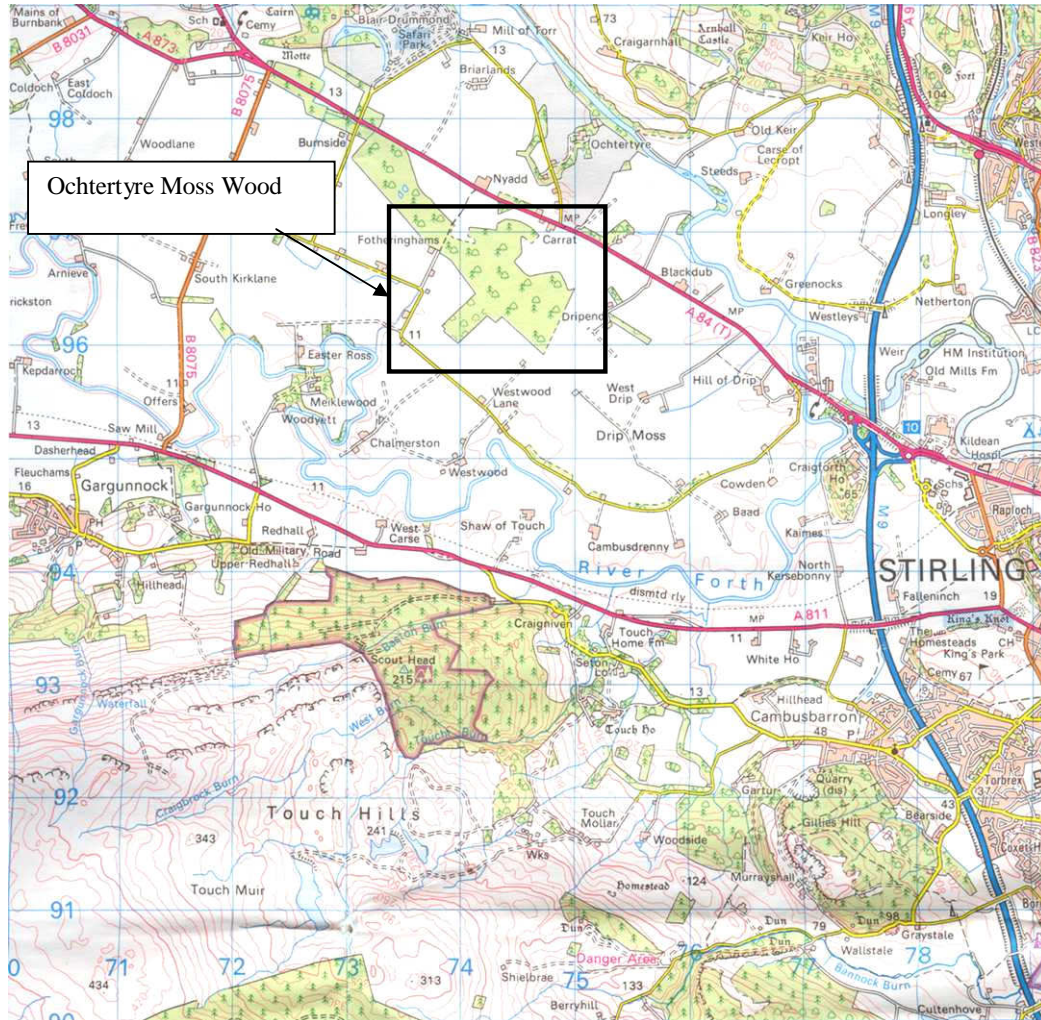 Mains of
Burnbank
Sch
Cemy
Cairn
Blair Drummond
Safari
Park
Mill of Torr
73
Craigarnhall
Arnhall
Castle
Keir Ho
M9
Fort
B 8031
A 873
Motte
13
Briarlands
104
Coldoch
East
Coldoch
B 8075
13
98
Woodlane
Burnside
Ochtertyre
Old Keir
Carse of
Lecropt
Steeds
Ochtertyre Moss Wood
Nyadd
MP
Longley
Fotheringhams
Carrat
Arnieve
South Kirklane
Blackdub
Greenocks
Netherton
Dripend
MP
Westleys
A 84 (T)
11
96
B 8075
Easter Ross
Weir
HM Institution
Old Mills Fm
Kepdarroch
11
Offers
Meiklewood
Woodyett
Westwood
Lane
West
Drip
Hill of Drip
7
13
Saw Mill
Chalmerston
Drip Moss
10
Kildean
Hospl
Dasherhead
Fleuchams
16
Gargunnock
Westwood
Craigforth
Ho
65
Schs
11
Cowden
Raploch
PH
Gargunnock Ho
Redhall
West
Carse
Shaw of Touch
Baad
M9
Cambusdrenny
Kaimes
Old Military Road
Upper Redhall
94
River Forth
North
Kersebonny
STIRLING
Hillhead
dismtd rly
Falleninch
19
A 811
Craigniven
MP
11
King's Knot
Touch
Home Fm
The
Homesteads
CH
King's Park
White Ho
Scout Head
215
Cemy
67
93
Waterfall
West Burn
13
Hillhead
Cambusbarron
48
P
Touch Ho
92
Craigbrock Burn
Quarry
(dis)
Torbrex
37
Gartur
43
Touch Hills
Gillies Hill
Bearside
241
Touch
Mollar
343
Woodside
Wks
Touch Muir
Homestead
124
Murrayshall
91
Dun
Dun
98
Dun
79
Graystale
0
71
72
73
74
75
76
77
78
Wallstale
Danger Area
Bannock Burn
434
313
Shielbrae
133
Berryhill
Cultenhove